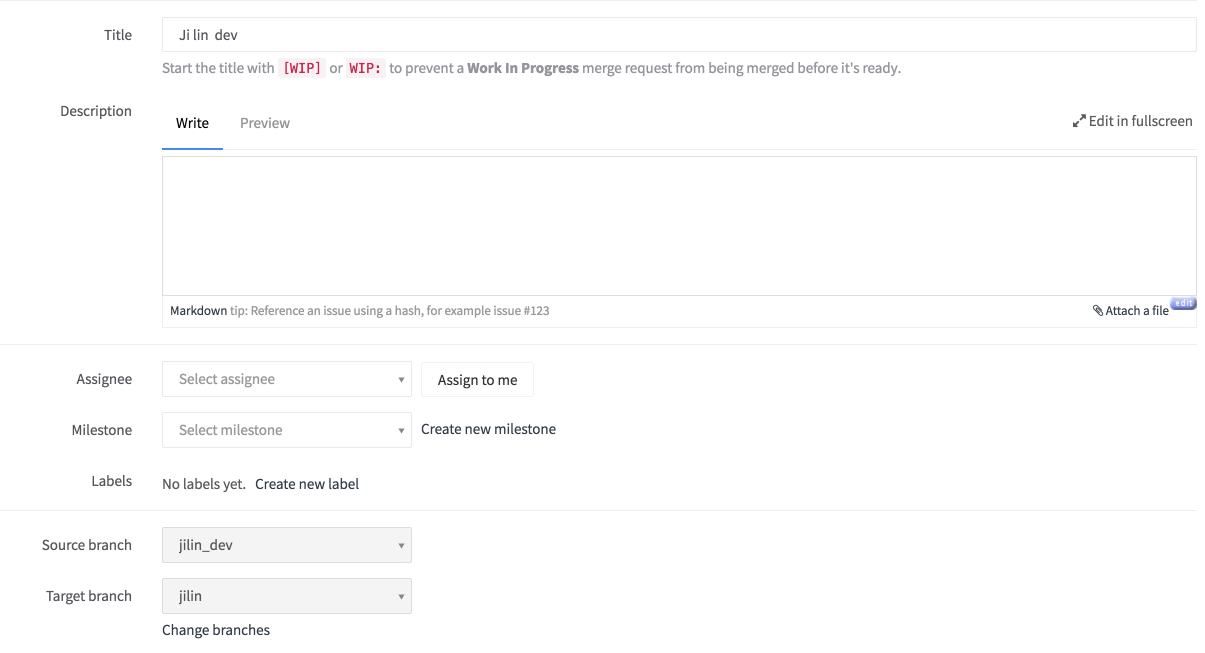 Title
Ji lin dev
Start the title with [WIP] or WIP: to prevent a Work In Progress merge request from being merged before it's ready.
Description
Write Preview
Edit in fullscreen
Markdown tip: Reference an issue using a hash, for example issue #123
Attach a file
edit
Assignee
Select assignee
Assign to me
Milestone
Select milestone
Create new milestone
Labels
No labels yet. Create new label
Source branch
jilin_dev
Target branch
jilin
Change branches